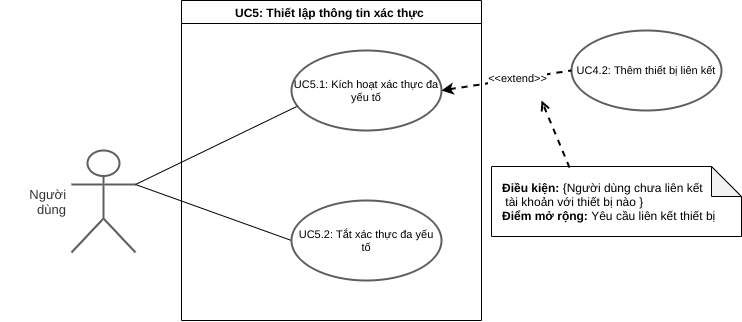 UC5: Thiết lập thông tin xác thực
UC5.1: Kích hoạt xác thực đa
yếu tố
<<extend>>
UC4.2: Thêm thiết bị liên kết
Người
dùng
Điều kiện: {Người dùng chưa liên kết
tài khoản với thiết bị nào }
Điểm mở rộng: Yêu cầu liên kết thiết bị
UC5.2: Tắt xác thực đa yếu
tố